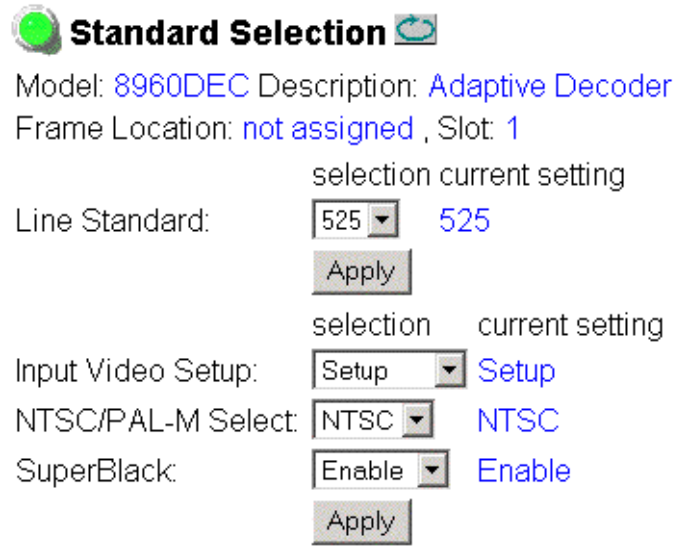 Standard Selection
Model: 8960DEC Description: Adaptive Decoder
Frame Location: not assigned , Slot: 1
selection current setting
Line Standard: 525 525
Apply
selection current setting
Input Video Setup: Setup Setup
NTSC/PAL-M Select: NTSC NTSC
SuperBlack: Enable Enable
Apply